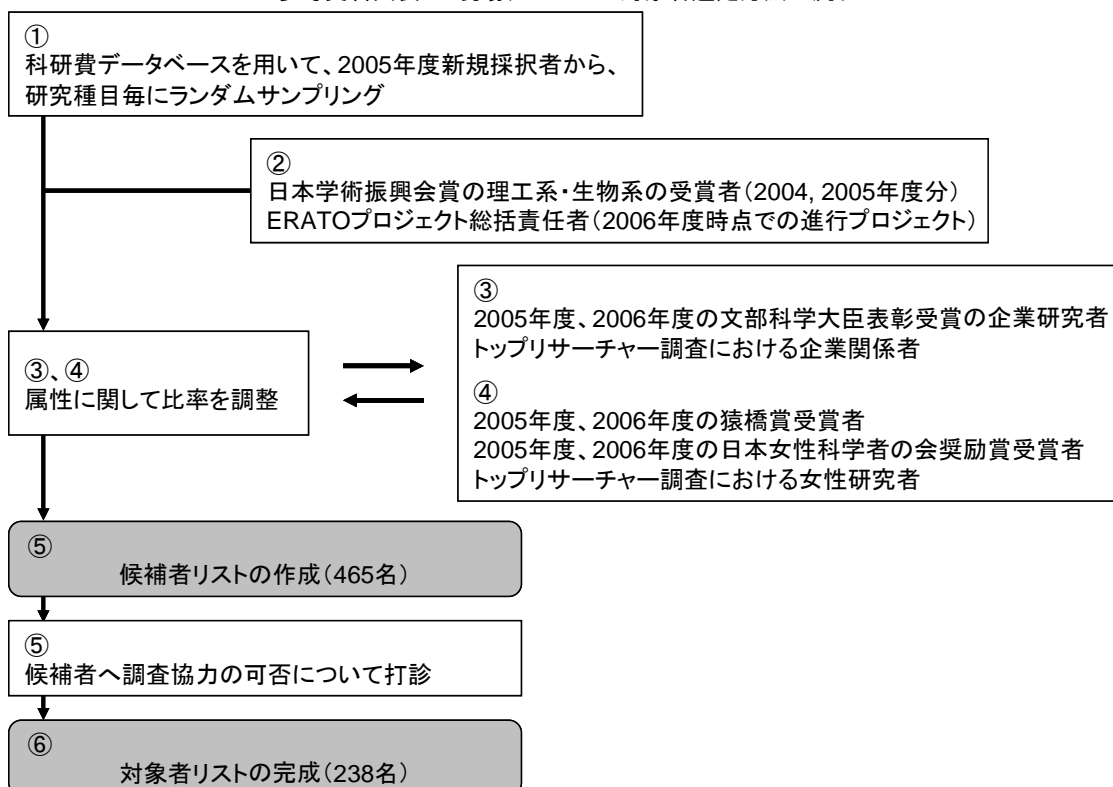 ①
科研費データベースを用いて、2005年度新規採択者から、
研究種目毎にランダムサンプリング
②
日本学術振興会賞の理工系・生物系の受賞者(2004, 2005年度分)
ERATOプロジェクト総括責任者(2006年度時点での進行プロジェクト)
③
2005年度、2006年度の文部科学大臣表彰受賞の企業研究者
トップリサーチャー調査における企業関係者
③、④
属性に関して比率を調整
④
2005年度、2006年度の猿橋賞受賞者
2005年度、2006年度の日本女性科学者の会奨励賞受賞者
トップリサーチャー調査における女性研究者
⑤
候補者リストの作成(465名)
⑤
候補者へ調査協力の可否について打診
⑥
対象者リストの完成(238名)